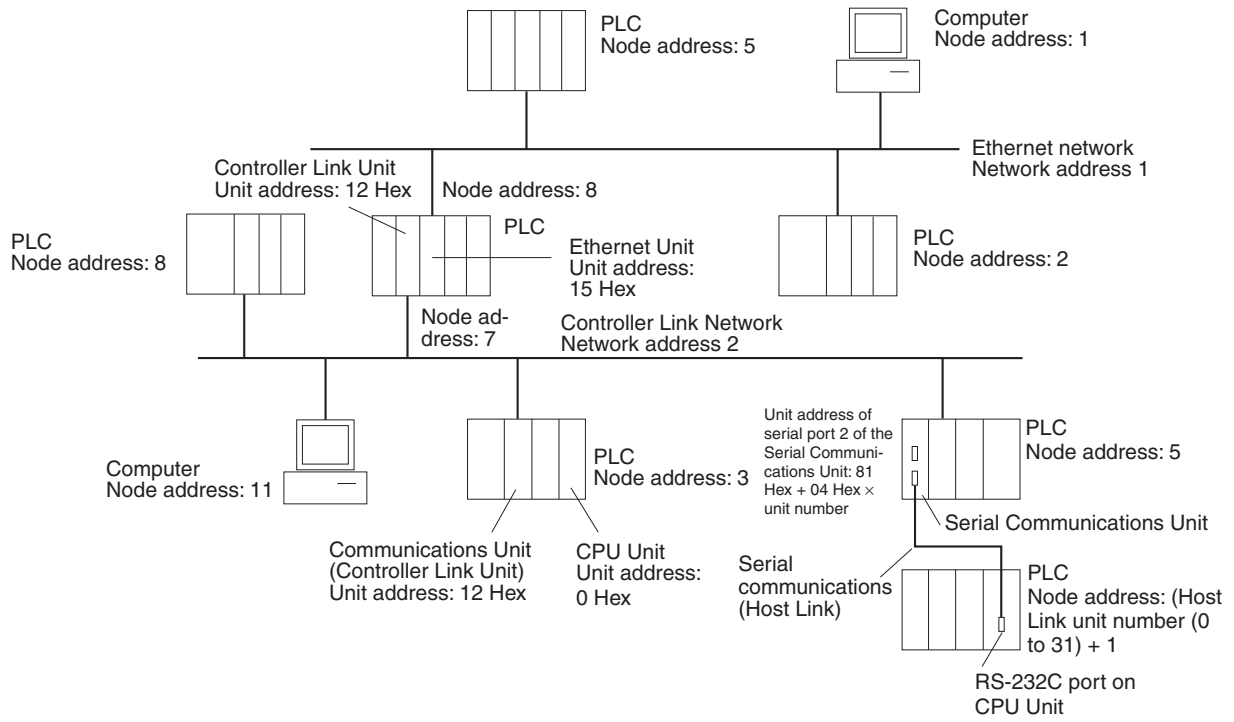 PLC
Node address: 5
Computer
Node address: 1
Ethernet network
Network address 1
Controller Link Unit
Unit address: 12 Hex
Node address: 8
PLC
Node address: 8
PLC
Ethernet Unit
Unit address:
15 Hex
PLC
Node address: 2
Node ad-
dress: 7
Controller Link Network
Network address 2
Computer
Node address: 11
PLC
Node address: 3
Unit address of
serial port 2 of the
Serial Communi-
cations Unit: 81
Hex + 04 Hex ×
unit number
PLC
Node address: 5
Serial Communications Unit
Communications Unit
(Controller Link Unit)
Unit address: 12 Hex
CPU Unit
Unit address:
0 Hex
Serial
communications
(Host Link)
PLC
Node address: (Host
Link unit number (0
to 31) + 1
RS-232C port on
CPU Unit